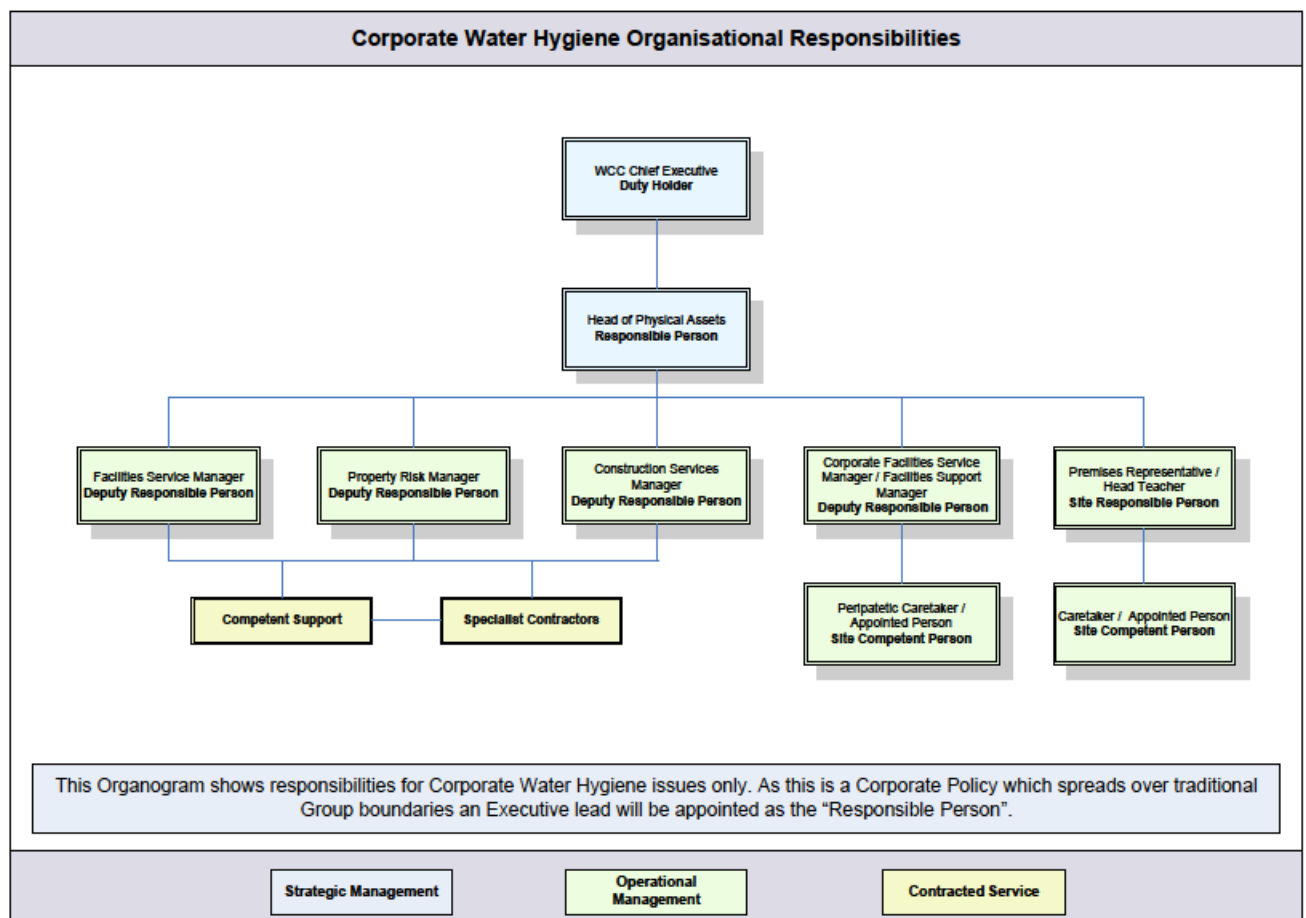 Corporate Water Hygiene Organisational Responsibilities
WCC Chief Executive
Duty Holder
Head of Physical Assets
Responsible Person
Facilities Service Manager
Deputy Responsible Person
Property Risk Manager
Deputy Responsible Person
Construction Services
Manager
Deputy Responsible Person
Corporate Facilities Service
Manager / Facilities Support
Manager
Deputy Responsible Person
Premises Representative /
Head Teacher
Site Responsible Person
Competent Support
Specialist Contractors
Peripatetic Caretaker /
Appointed Person
Site Competent Person
Caretaker / Appointed Person
Site Competent Person
This Organogram shows responsibilities for Corporate Water Hygiene issues only. As this is a Corporate Policy which spreads over traditional
Group boundaries an Executive lead will be appointed as the “Responsible Person”.
Strategic Management
Operational
Management
Contracted Service